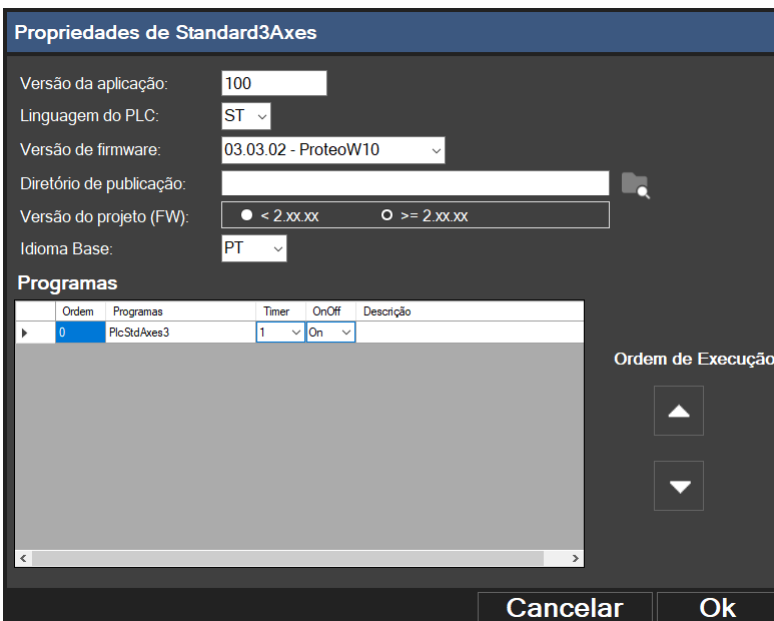 Propriedades de Standard3Axes
Versão da aplicação: 100
Linguagem do PLC: ST
Versão de firmware: 03.03.02 - ProteoW10
Diretório de publicação:
Versão do projeto (FW): < 2.xx.xx >= 2.xx.xx
Idioma Base: PT
Programas
Ordem Programas Timer OnOff Descrição
0 PlcStdAxes3 1 On
Ordem de Execução
Cancelar Ok